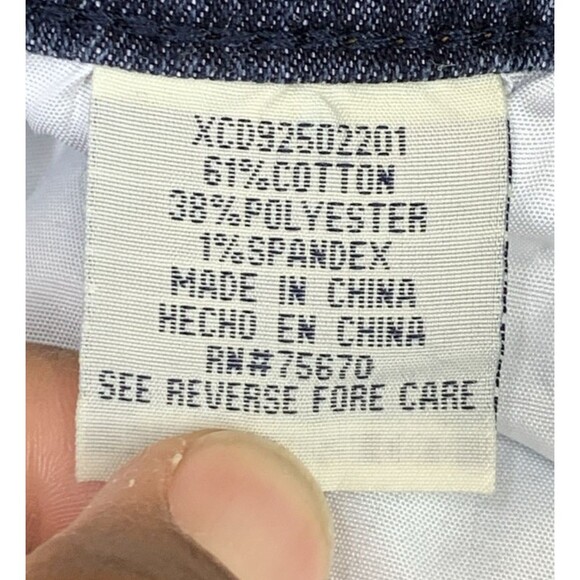 XCD92502201
61%COTTON
38%POLYESTER
1%SPANDEX
MADE IN CHINA
HECHO EN CHINA
RN#75670
SEE REVERSE FORE CARE